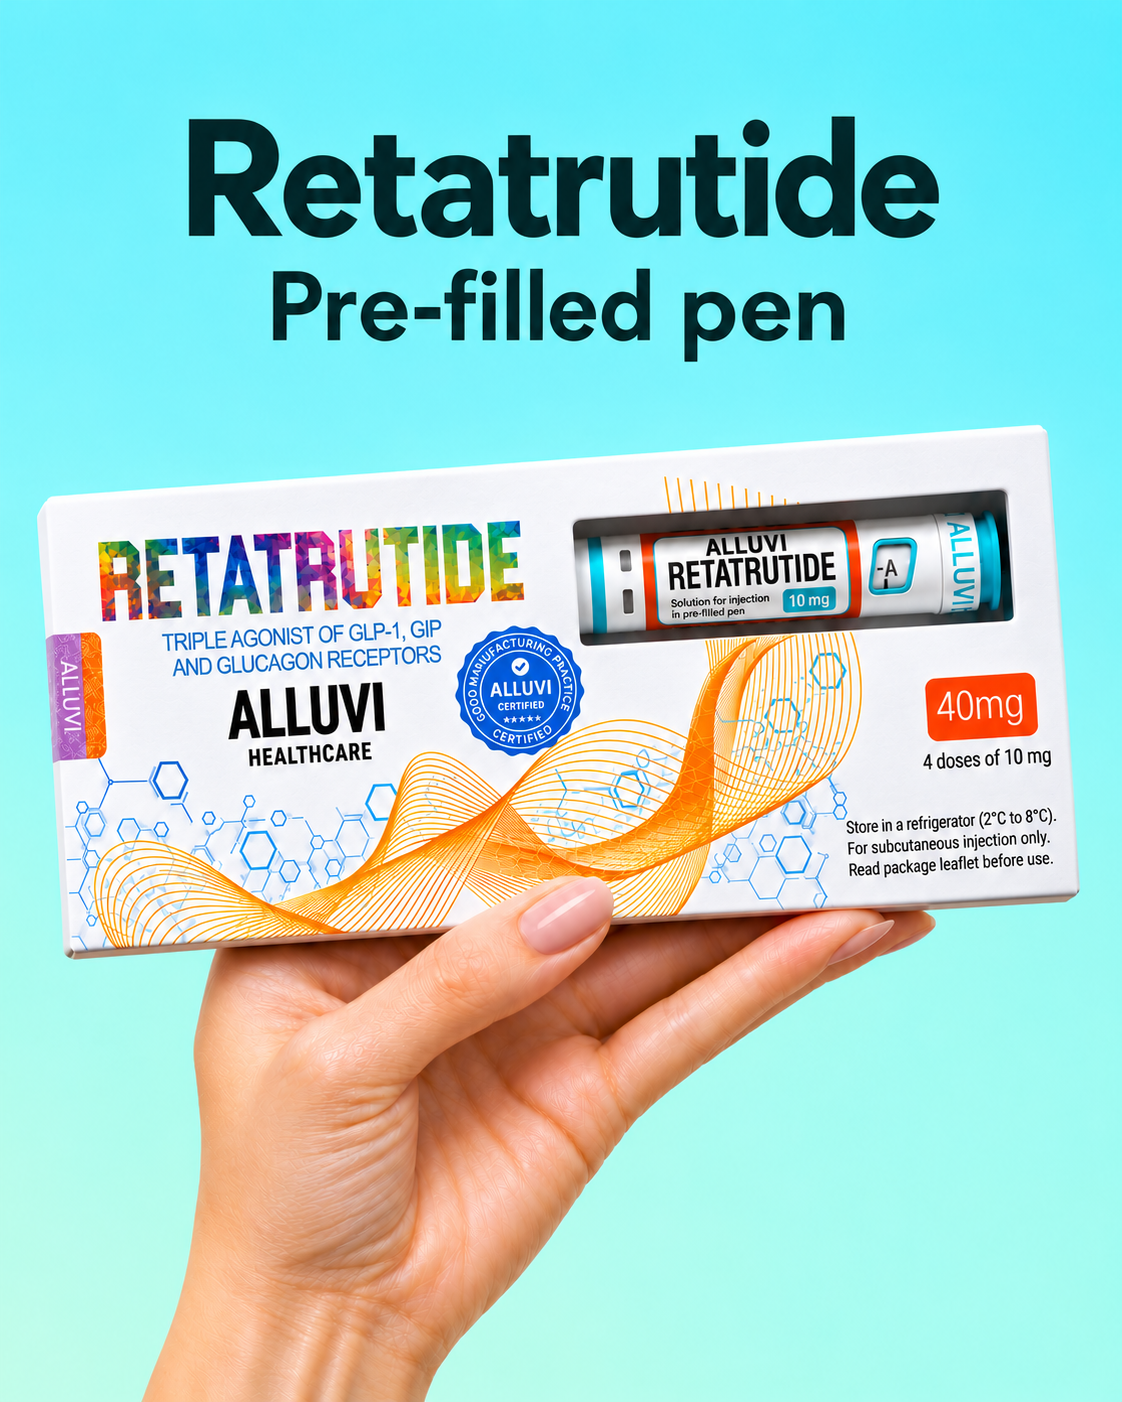 Retatrutide
Pre-filled pen
RETATRUTIDE
TRIPLE AGONIST OF GLP-1, GIP
AND GLUCAGON RECEPTORS
ALLUVI
HEALTHCARE
ALLUVI
GOOD MANUFACTURING PRACTICE
ALLUVI
CERTIFIED
CERTIFIED
ALLUVI
RETATRUTIDE
Solution for injection
in pre-filled pen
10 mg
-A
ALLUVI
40mg
4 doses of 10 mg
Store in a refrigerator (2°C to 8°C).
For subcutaneous injection only.
Read package leaflet before use.